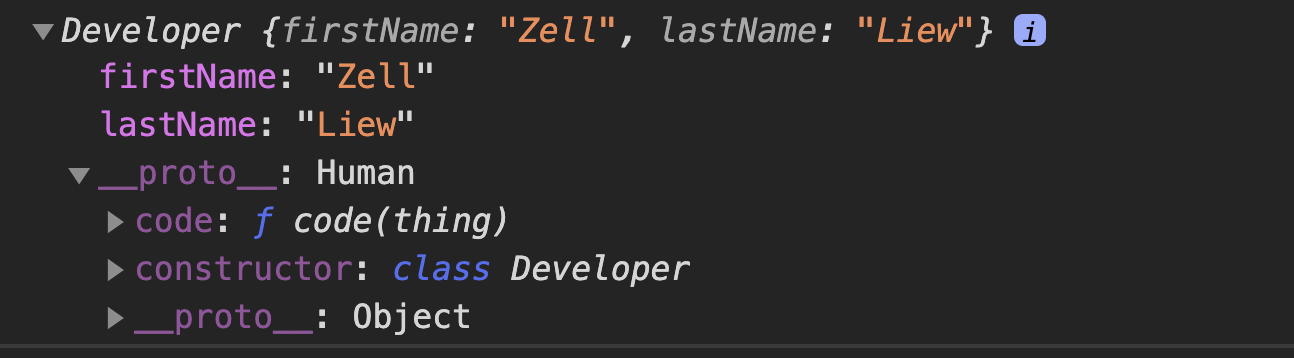 ▼Developer {firstName: "Zell", lastName: "Liew"} i
firstName: "Zell"
lastName: "Liew"
▼__proto__: Human
▶code: ƒ code(thing)
▶constructor: class Developer
▶__proto__: Object